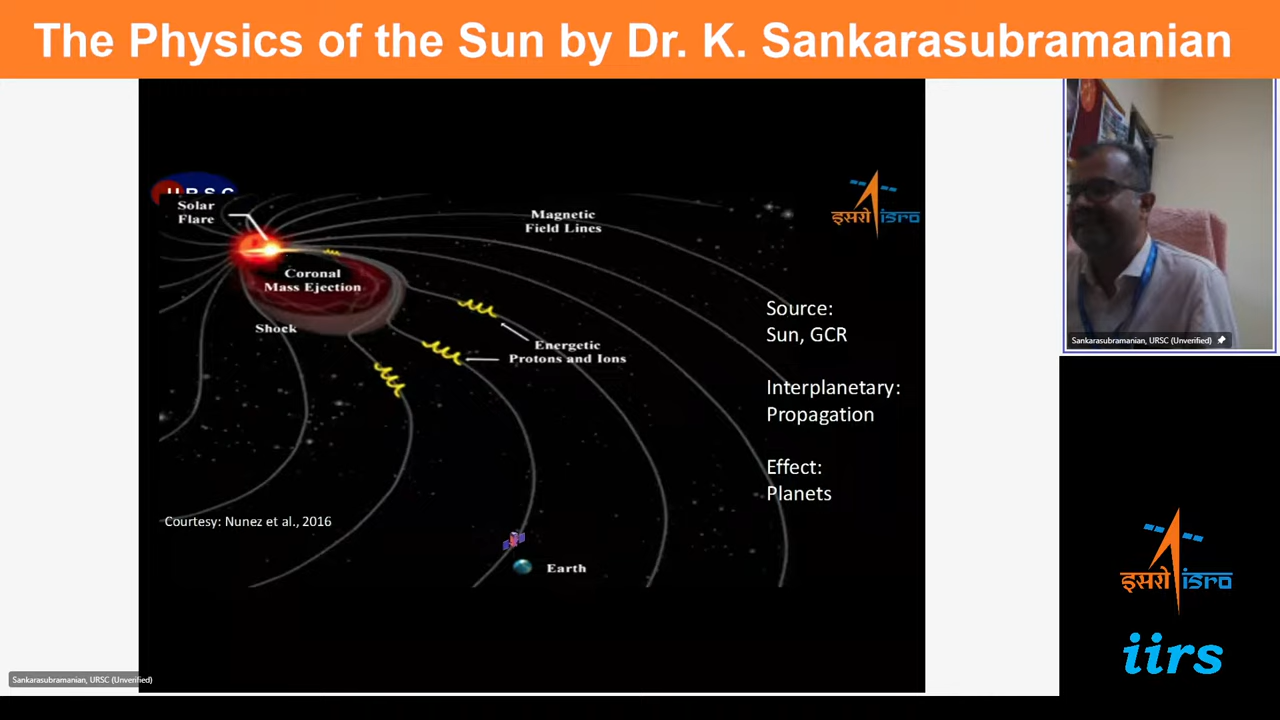 The Physics of the Sun by Dr. K. Sankarasubramanian
URSC
इसरो isro
Solar
Flare
Magnetic
Field Lines
Coronal
Mass Ejection
Shock
Energetic
Protons and Ions
Source:
Sun, GCR
Interplanetary:
Propagation
Effect:
Planets
Courtesy: Nunez et al., 2016
Earth
Sankarasubramanian, URSC (Unverified)
Sankarasubramanian, URSC (Unverified)
इसरो isro
iirs